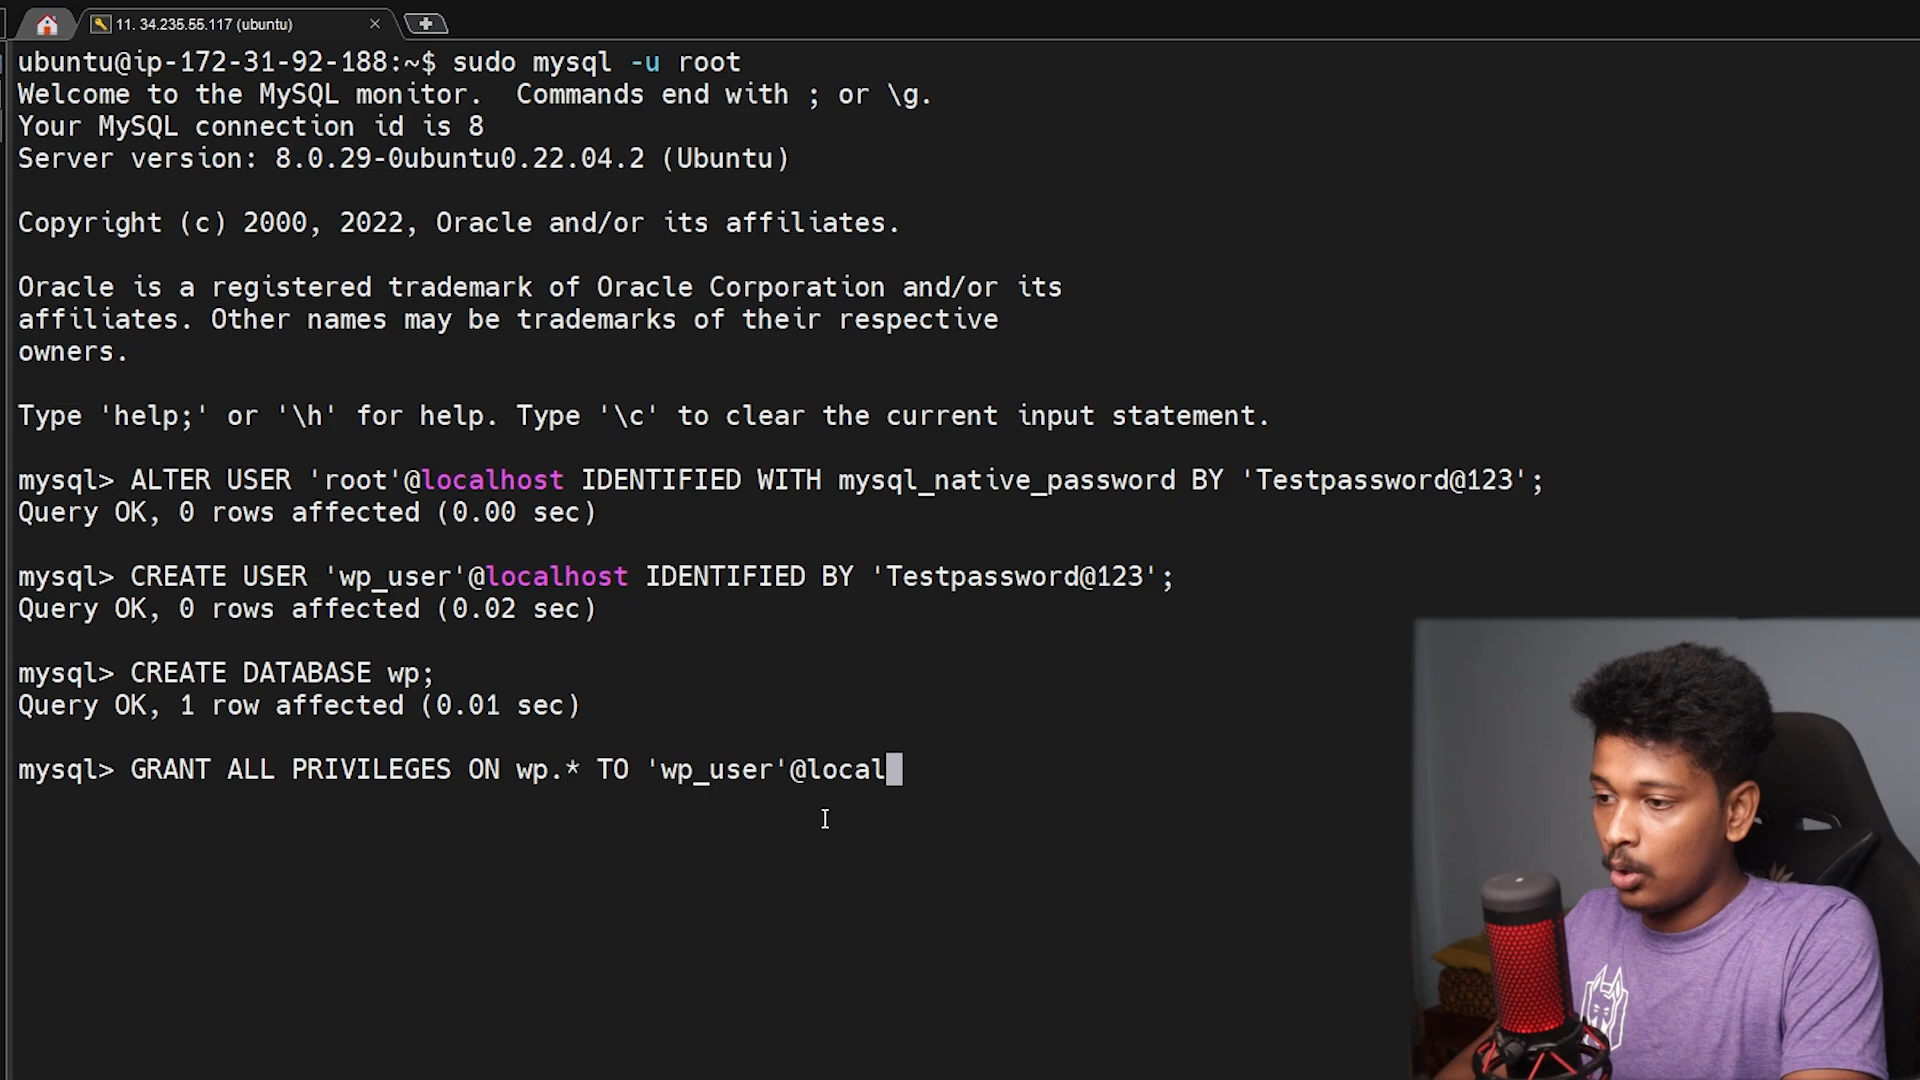 11. 34.235.55.117 (ubuntu)
ubuntu@ip-172-31-92-188:~$ sudo mysql -u root
Welcome to the MySQL monitor.  Commands end with ; or \g.
Your MySQL connection id is 8
Server version: 8.0.29-0ubuntu0.22.04.2 (Ubuntu)
Copyright (c) 2000, 2022, Oracle and/or its affiliates.
Oracle is a registered trademark of Oracle Corporation and/or its
affiliates. Other names may be trademarks of their respective
owners.
Type 'help;' or '\h' for help. Type '\c' to clear the current input statement.
mysql> ALTER USER 'root'@localhost IDENTIFIED WITH mysql_native_password BY 'Testpassword@123';
Query OK, 0 rows affected (0.00 sec)
mysql> CREATE USER 'wp_user'@localhost IDENTIFIED BY 'Testpassword@123';
Query OK, 0 rows affected (0.02 sec)
mysql> CREATE DATABASE wp;
Query OK, 1 row affected (0.01 sec)
mysql> GRANT ALL PRIVILEGES ON wp.* TO 'wp_user'@local